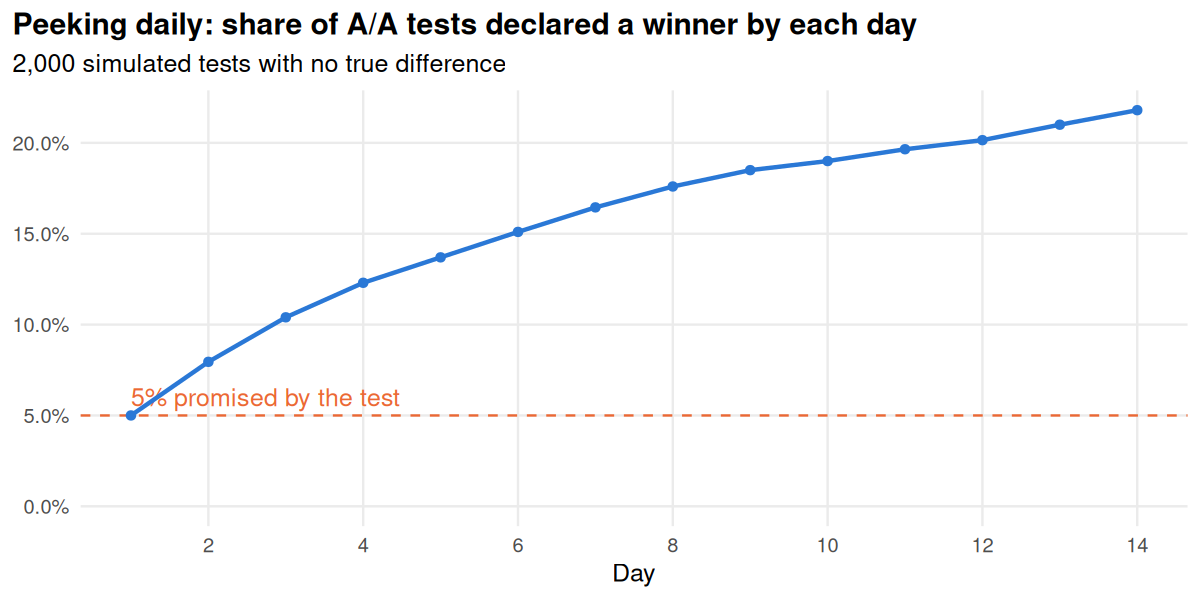 Peeking daily: share of A/A tests declared a winner by each day
2,000 simulated tests with no true difference
20.0%
15.0%
10.0%
5% promised by the test
5.0%
0.0%
2 4 6 8 10 12 14
Day